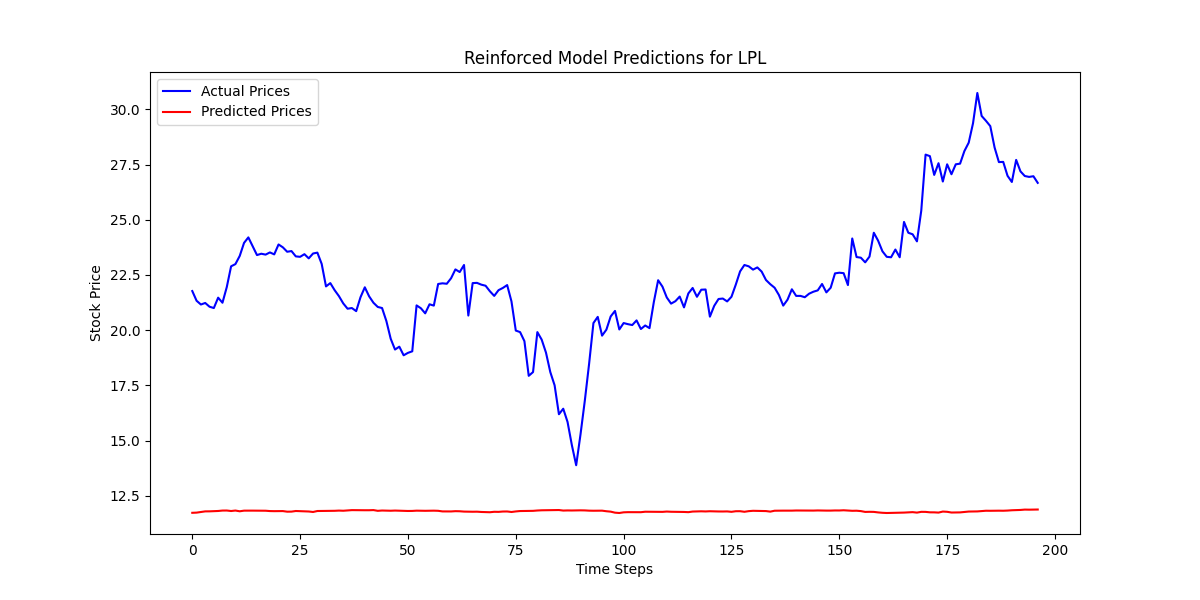 Reinforced Model Predictions for LPL
Actual Prices
Predicted Prices
30.0
27.5
25.0
22.5
20.0
17.5
15.0
12.5
Stock Price
0 25 50 75 100 125 150 175 200
Time Steps